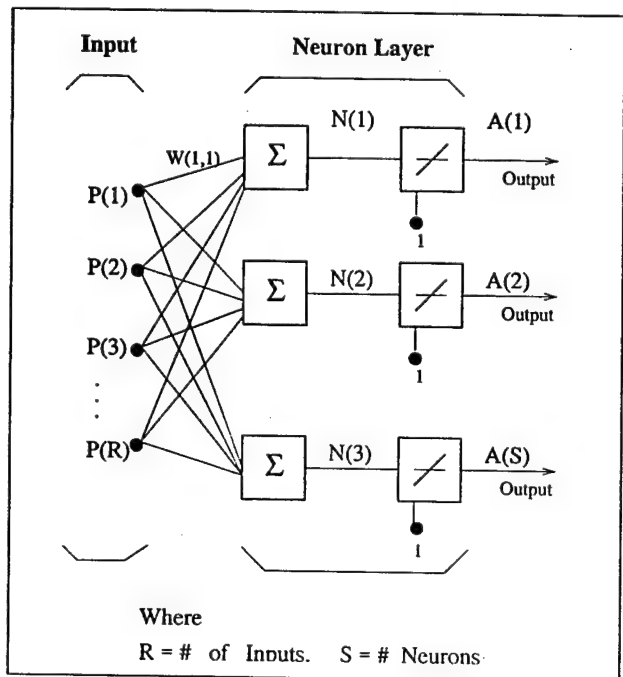 Input
Neuron Layer
N(1)
A(1)
W(1,1)
Σ
Output
P(1)
1
P(2)
Σ
N(2)
A(2)
Output
P(3)
1
. . . .
P(R)
Σ
N(3)
A(S)
Output
1
Where
R = # of Inputs. S = # Neurons